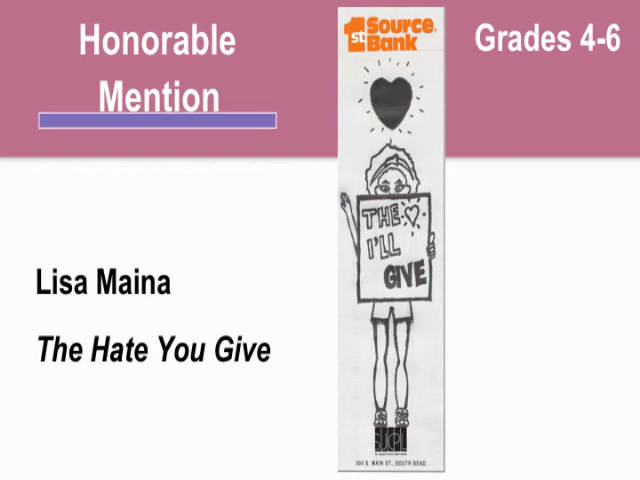 Honorable
Mention
1st Source
Bank
Grades 4-6
THE
I'LL
GIVE
Lisa Maina
The Hate You Give
SJCPL
304 S. MAIN ST., SOUTH BEND